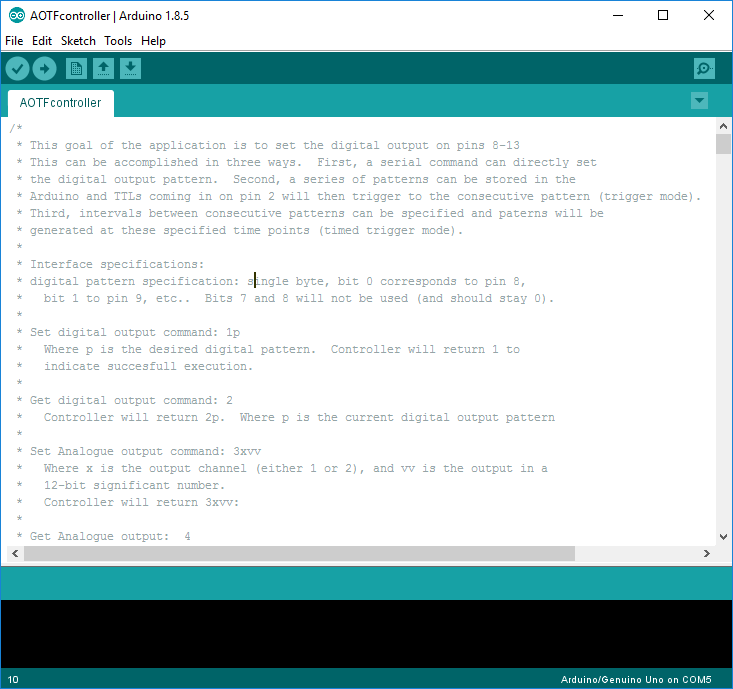 AOTFcontroller | Arduino 1.8.5
File Edit Sketch Tools Help
AOTFcontroller
/*
* This goal of the application is to set the digital output on pins 8-13
* This can be accomplished in three ways.  First, a serial command can directly set
* the digital output pattern.  Second, a series of patterns can be stored in the
* Arduino and TTLs coming in on pin 2 will then trigger to the consecutive pattern (trigger mode).
* Third, intervals between consecutive patterns can be specified and paterns will be
* generated at these specified time points (timed trigger mode).
*
* Interface specifications:
* digital pattern specification: single byte, bit 0 corresponds to pin 8,
*   bit 1 to pin 9, etc..  Bits 7 and 8 will not be used (and should stay 0).
*
* Set digital output command: 1p
*   Where p is the desired digital pattern.  Controller will return 1 to
*   indicate succesfull execution.
*
* Get digital output command: 2
*   Controller will return 2p.  Where p is the current digital output pattern
*
* Set Analogue output command: 3xvv
*   Where x is the output channel (either 1 or 2), and vv is the output in a
*   12-bit significant number.
*   Controller will return 3xvv:
*
* Get Analogue output:  4
10
Arduino/Genuino Uno on COM5